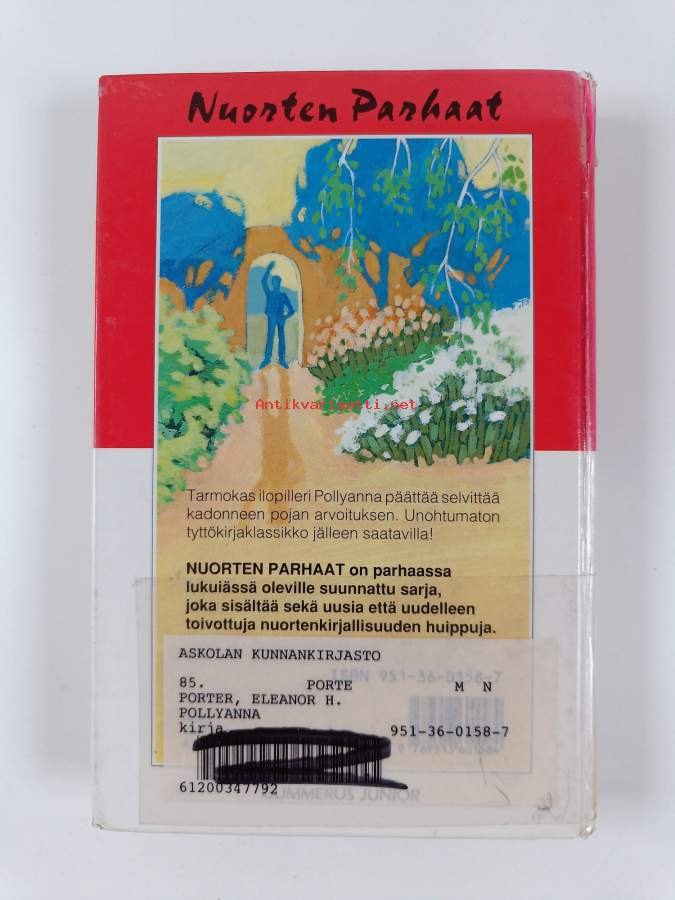 Nuorten Parhaat
Antikvariaatti.net
Tarmokas ilopilleri Pollyanna päättää selvittää
kadonneen pojan arvoituksen. Unohtumaton
tyttökirjaklassikko jälleen saatavilla!
NUORTEN PARHAAT on parhaassa
lukuiässä oleville suunnattu sarja,
joka sisältää sekä uusia että uudelleen
toivottuja nuortenkirjallisuuden huippuja.
ASKOLAN KUNNANKIRJASTO
ISBN 951-36-0158-7
85. PORTE M N
PORTER, ELEANOR H.
POLLYANNA
kirja 951-36-0158-7
61200347792
GUMMERUS JUNIOR